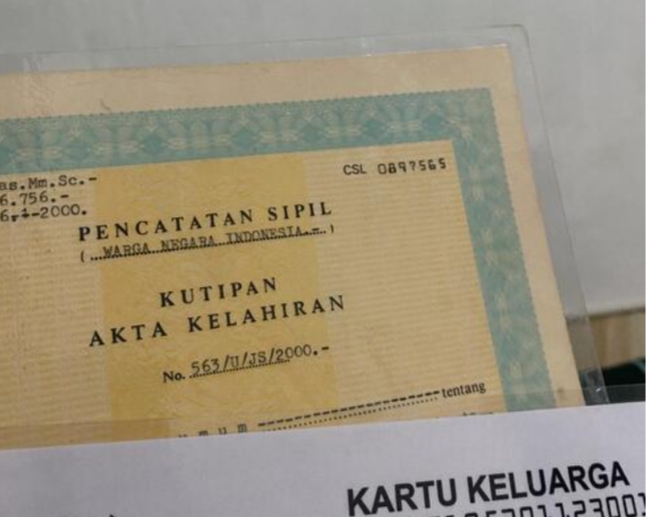 as.Mm.Sc.-
6.756.-
CSL 0897565
PENCATATAN SIPIL
(...WARGA NEGARA INDONESIA.-..)
KUTIPAN
AKTA KELAHIRAN
No. 563/U/JS/2000.-
u m u m ---------------- tentang
KARTU KELUARGA